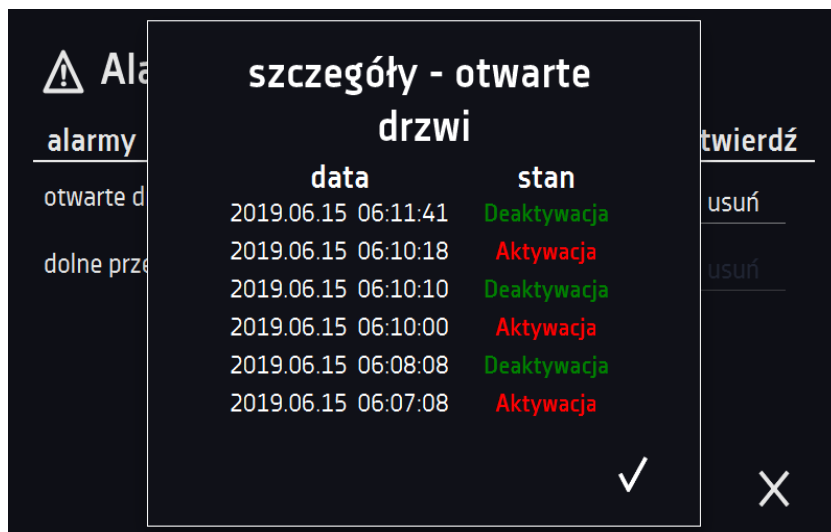 Ala
szczegóły - otwarte
drzwi
alarmy
twierdź
data stan
otwarte d
usuń
2019.06.15 06:11:41 Deaktywacja
2019.06.15 06:10:18 Aktywacja
dolne prze
usuń
2019.06.15 06:10:10 Deaktywacja
2019.06.15 06:10:00 Aktywacja
2019.06.15 06:08:08 Deaktywacja
2019.06.15 06:07:08 Aktywacja